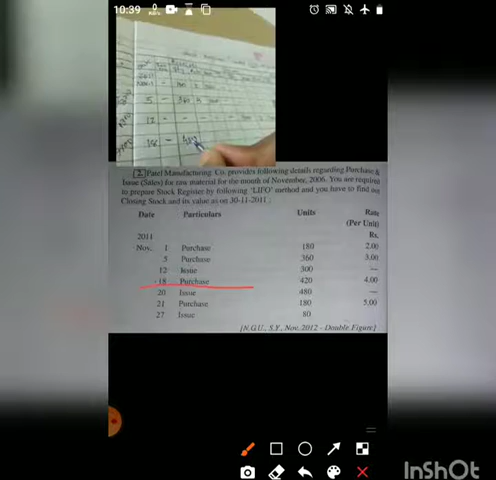 10:39
2 Patel Manufacturing Co. provides following details regarding Purchase &
Issue (Sales) for raw material for the month of November, 2006. You are required
to prepare Stock Register by following 'LIFO' method and you have to find out
Closing Stock and its value as on 30-11-2011.
Date Particulars Units Rate
(Per Unit)
2011 Rs.
Nov. 1 Purchase 180 2.00
5 Purchase 360 3.00
12 Issue 300 —
18 Purchase 420 4.00
20 Issue 480 —
21 Purchase 180 5.00
27 Issue 80
[N.G.U., S.Y., Nov. 2012 - Double Figure]
InShOt